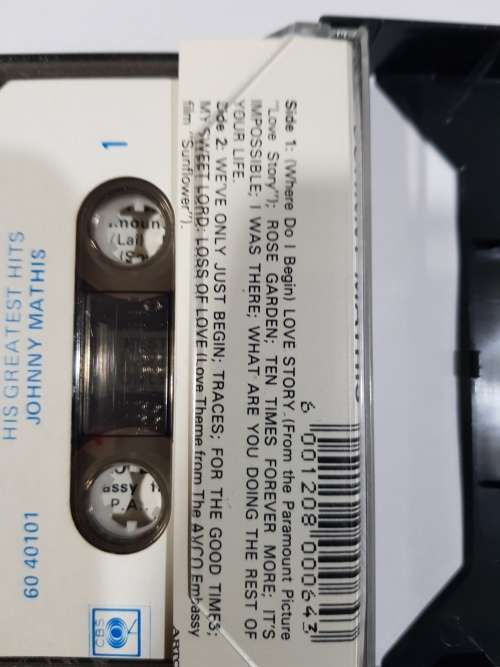 Side 1: (Where Do I Begin) LOVE STORY (From the Paramount Picture
"Love Story"); ROSE GARDEN; TEN TIMES FOREVER MORE; IT'S
IMPOSSIBLE; I WAS THERE; WHAT ARE YOU DOING THE REST OF
YOUR LIFE.
Side 2: WE'VE ONLY JUST BEGIN; TRACES; FOR THE GOOD TIMES;
MY SWEET LORD; LOSS OF LOVE (Love Theme from The AVCO Embassy
film "Sunflower").
6 001208 000643
1
HIS GREATEST HITS
JOHNNY MATHIS
60 40101
CBS